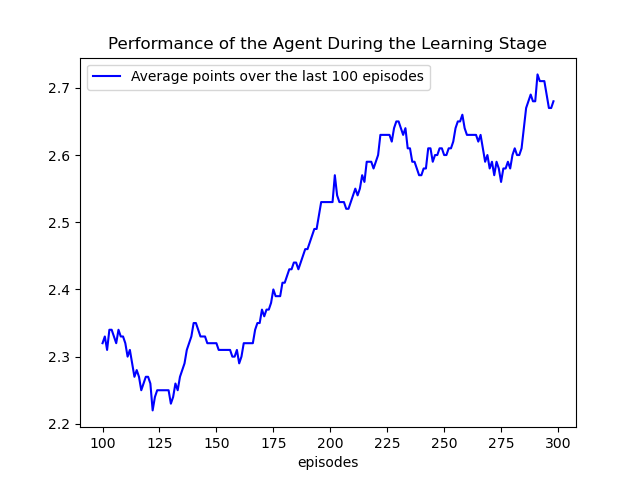 Performance of the Agent During the Learning Stage
Average points over the last 100 episodes
2.7
2.6
2.5
2.4
2.3
2.2
100 125 150 175 200 225 250 275 300
episodes